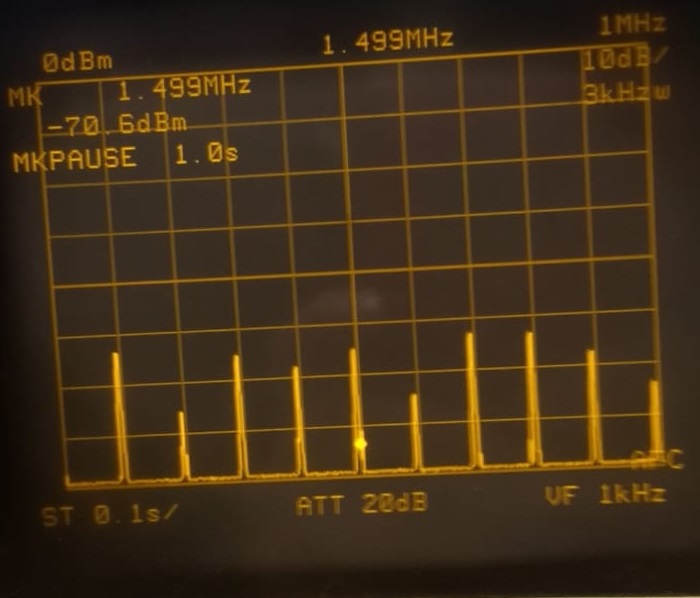 0dBm 1.499MHz 1MHz
MK 1.499MHz 10dB/
-70.6dBm 3kHzw
MKPAUSE 1.0s
AFC
ST 0.1s/ ATT 20dB VF 1kHz